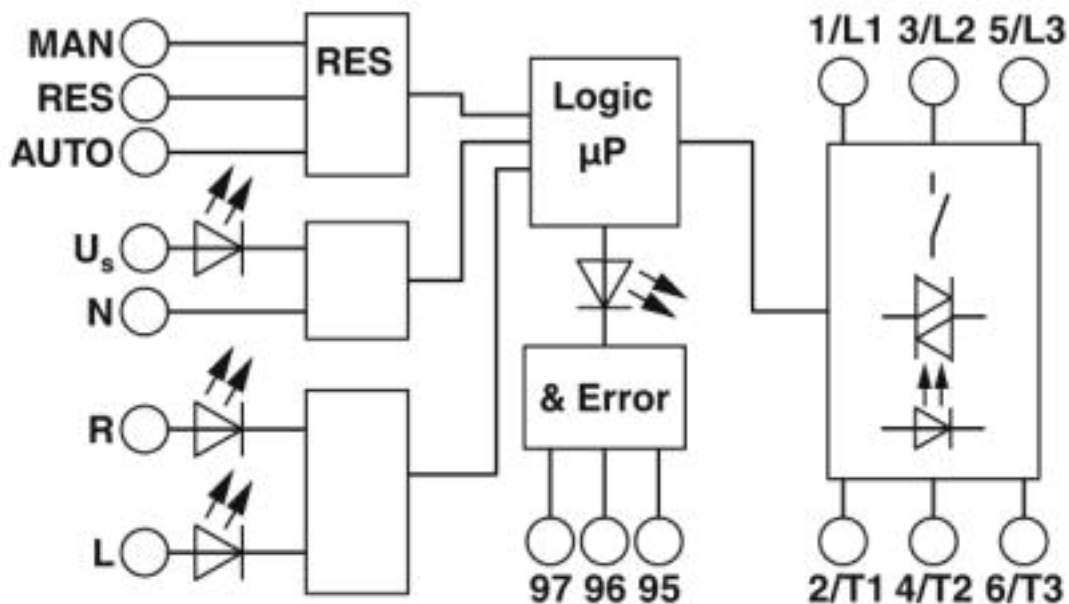 MAN
RES
AUTO
RES
U_s
N
R
L
Logic
µP
& Error
97 96 95
1/L1 3/L2 5/L3
2/T1 4/T2 6/T3